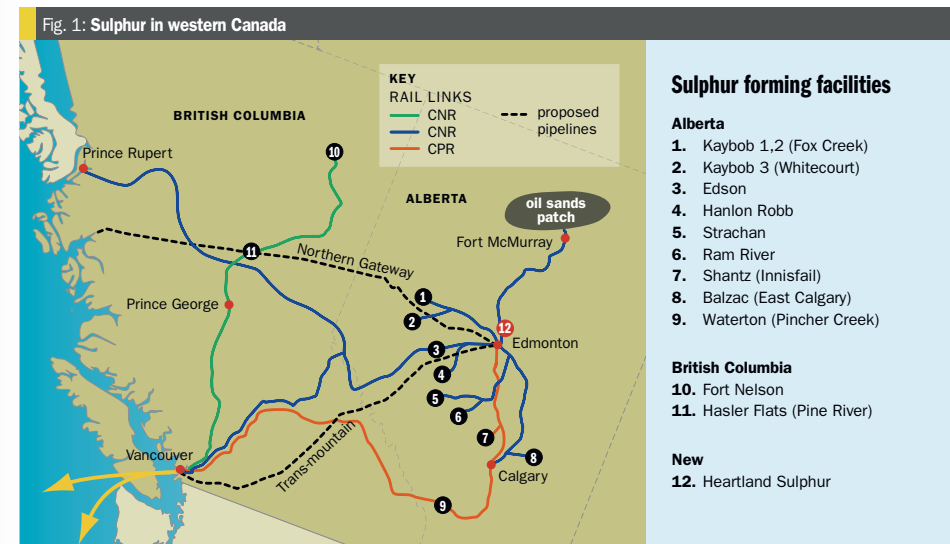 Fig. 1: Sulphur in western Canada
KEY
RAIL LINKS
CNR
CNR
CPR
proposed
pipelines
BRITISH COLUMBIA
Prince Rupert
10
ALBERTA
oil sands
patch
Fort McMurray
11
Northern Gateway
Prince George
1
2
12
Edmonton
3
4
5
6
7
8
Vancouver
Trans-mountain
Calgary
9
Sulphur forming facilities
Alberta
1. Kaybob 1,2 (Fox Creek)
2. Kaybob 3 (Whitecourt)
3. Edson
4. Hanlon Robb
5. Strachan
6. Ram River
7. Shantz (Innisfail)
8. Balzac (East Calgary)
9. Waterton (Pincher Creek)
British Columbia
10. Fort Nelson
11. Hasler Flats (Pine River)
New
12. Heartland Sulphur